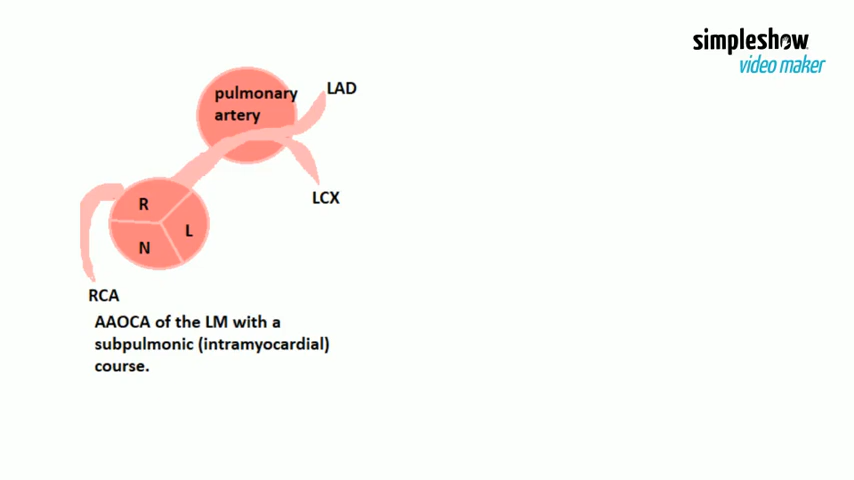 simpleshow
video maker
pulmonary
artery
LAD
LCX
R
L
N
RCA
AAOCA of the LM with a
subpulmonic (intramyocardial)
course.